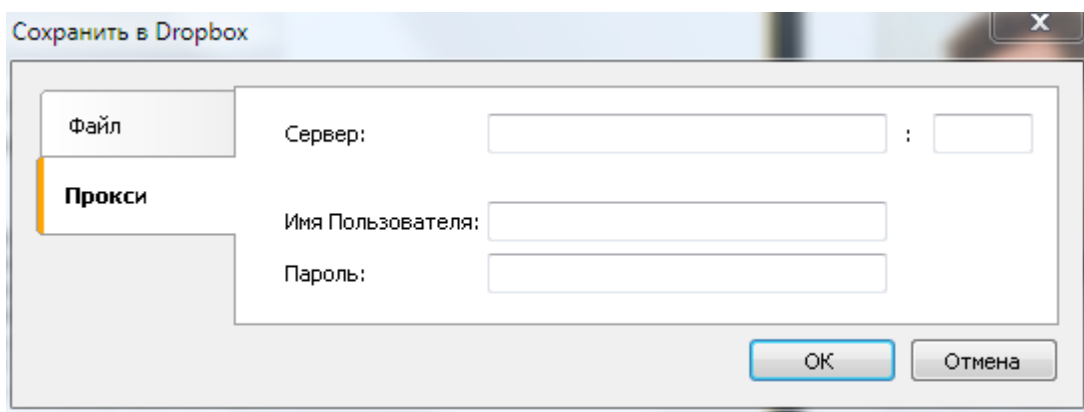 Сохранить в Dropbox
Файл
Прокси
Сервер:
:
Имя Пользователя:
Пароль:
OK
Отмена